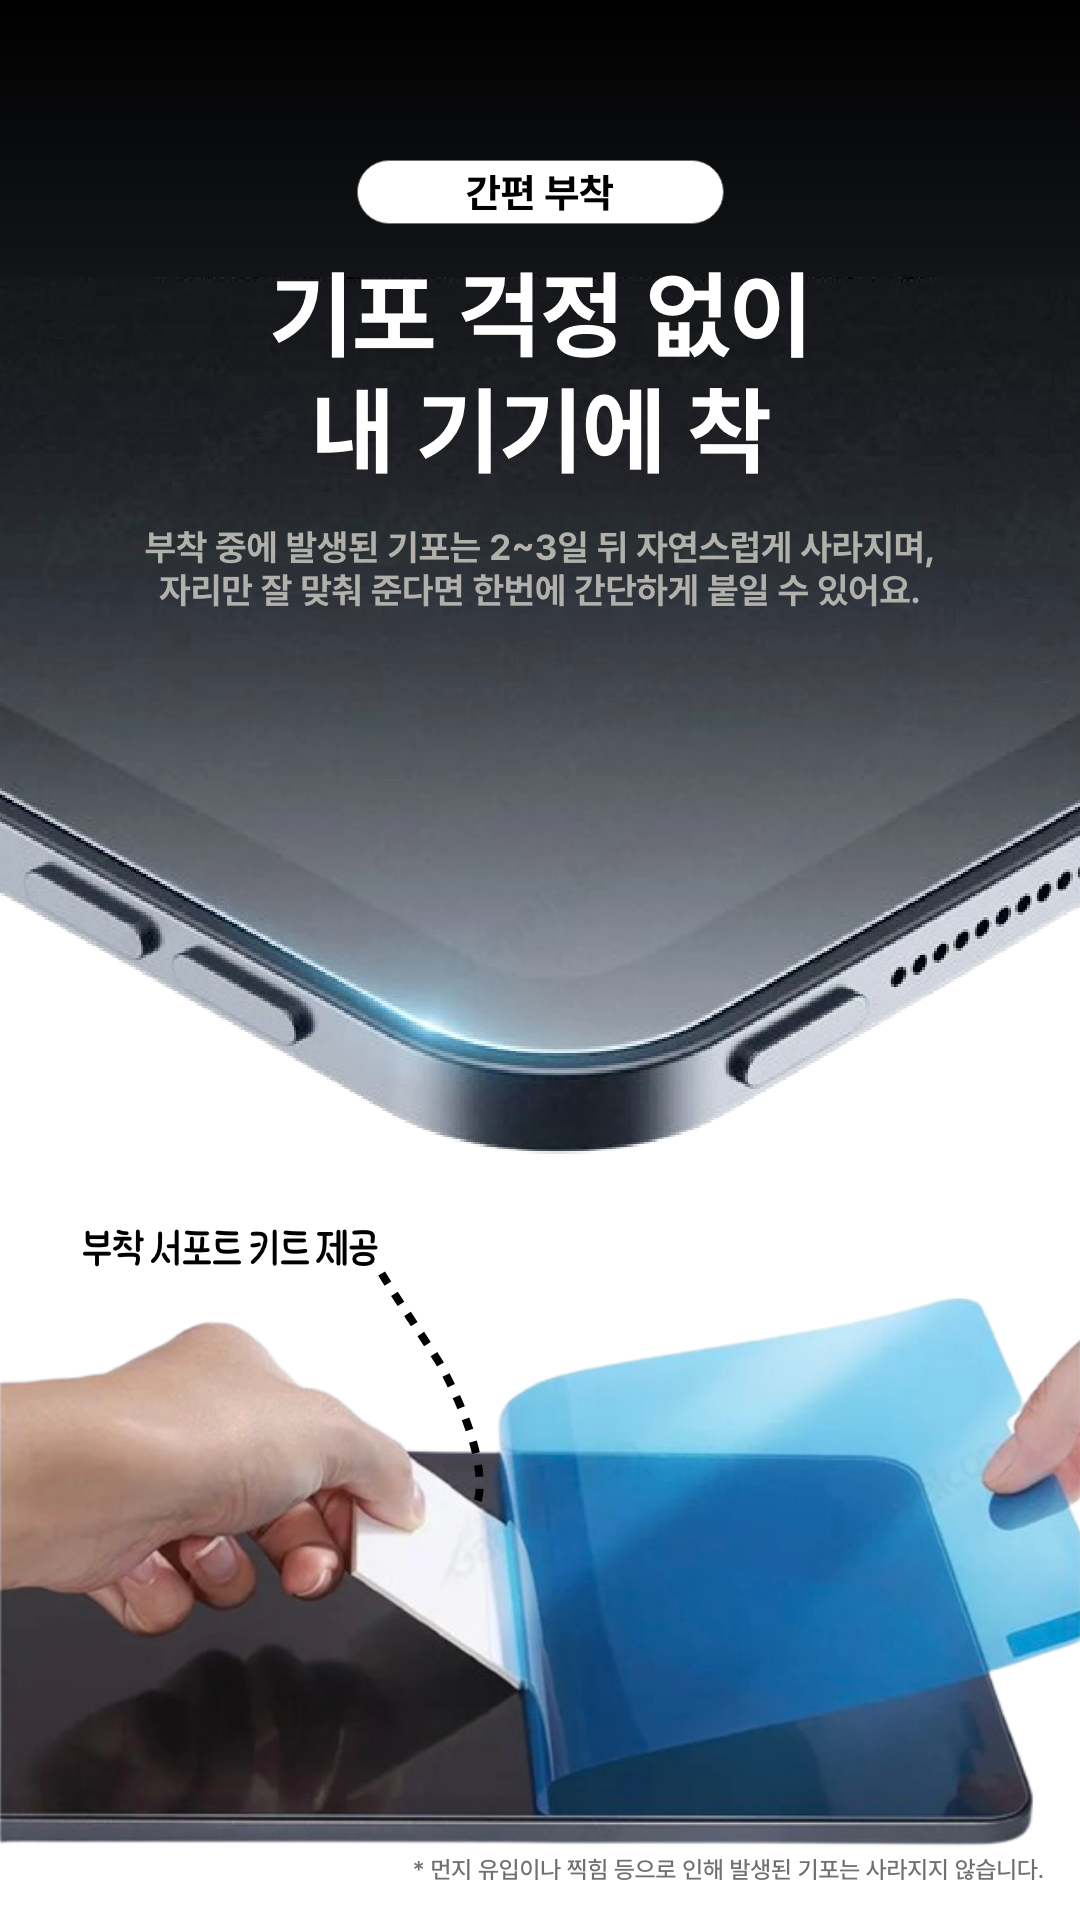 간편 부착
기포 걱정 없이
내 기기에 착
부착 중에 발생된 기포는 2~3일 뒤 자연스럽게 사라지며,
자리만 잘 맞춰 준다면 한번에 간단하게 붙일 수 있어요.
부착 서포트 키트 제공
* 먼지 유입이나 찍힘 등으로 인해 발생된 기포는 사라지지 않습니다.